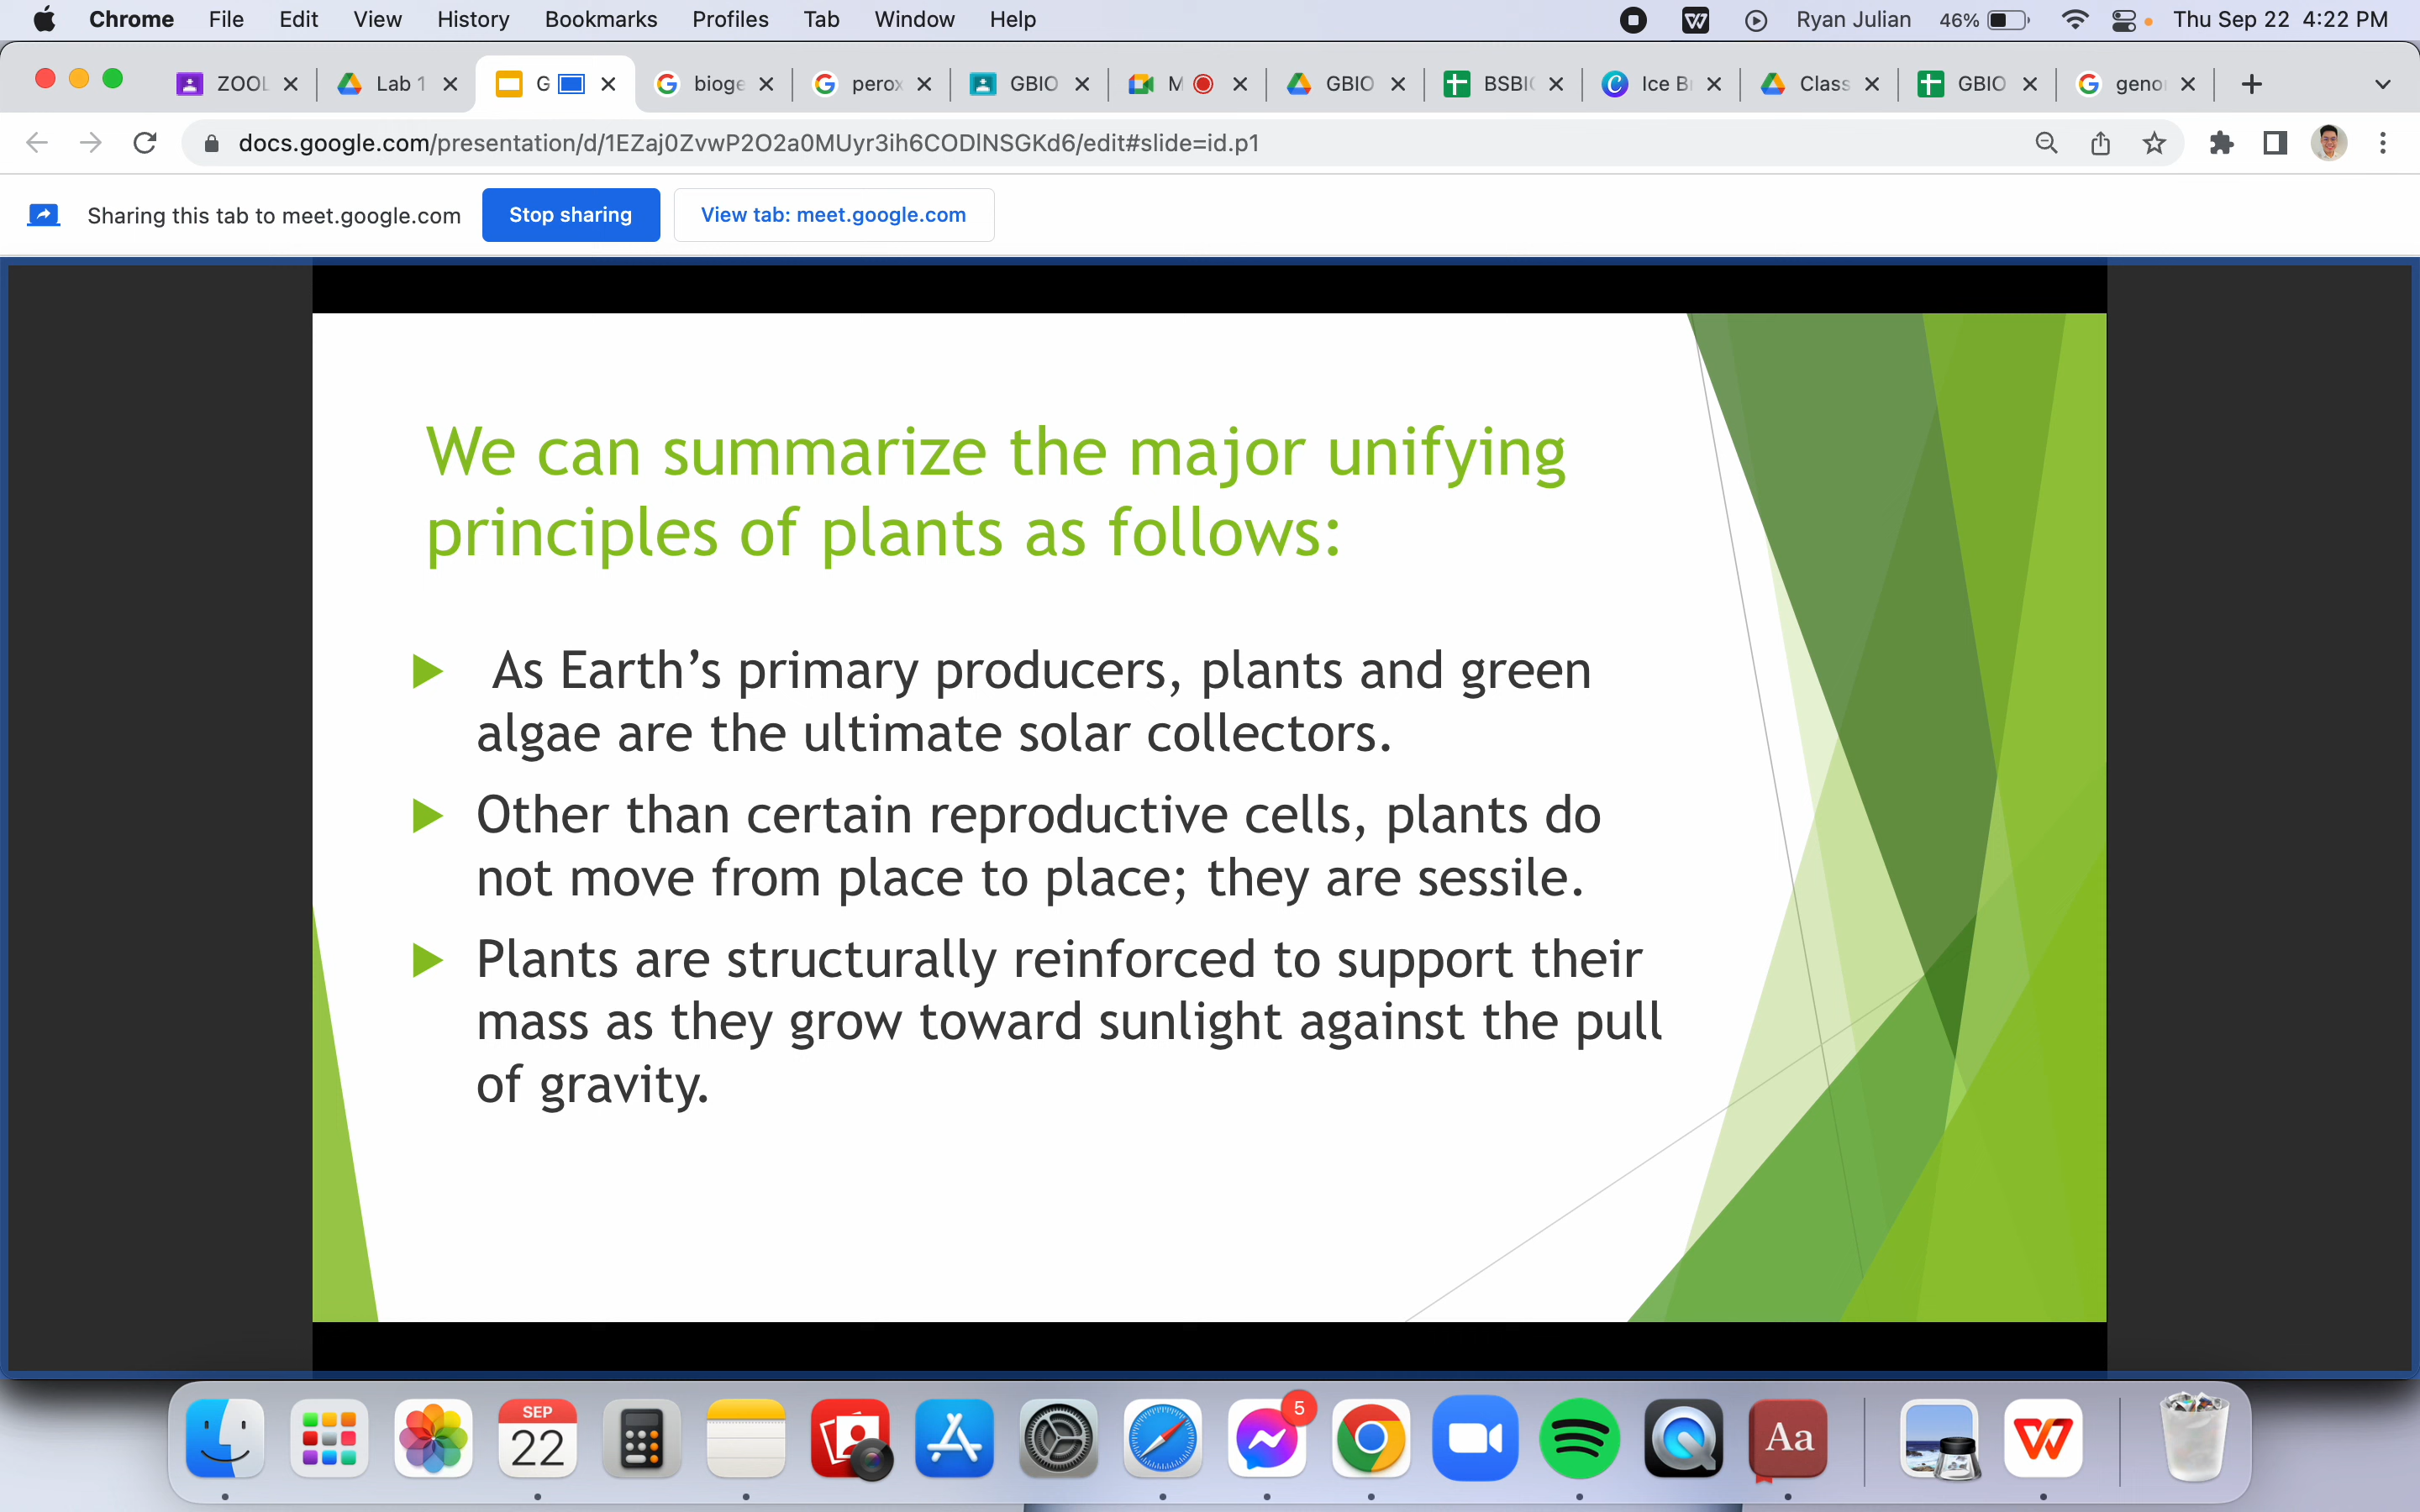 Chrome File Edit View History Bookmarks Profiles Tab Window Help Ryan Julian 46% Thu Sep 22 4:22 PM
ZOOL Lab 1 G bioge perox GBIO M GBIO BSBI Ice B Class GBIO geno
docs.google.com/presentation/d/1EZaj0ZvwP2O2a0MUyr3ih6CODlNSGKd6/edit#slide=id.p1
Sharing this tab to meet.google.com Stop sharing View tab: meet.google.com
We can summarize the major unifying
principles of plants as follows:
As Earth’s primary producers, plants and green
algae are the ultimate solar collectors.
Other than certain reproductive cells, plants do
not move from place to place; they are sessile.
Plants are structurally reinforced to support their
mass as they grow toward sunlight against the pull
of gravity.
SEP
22
5
Aa